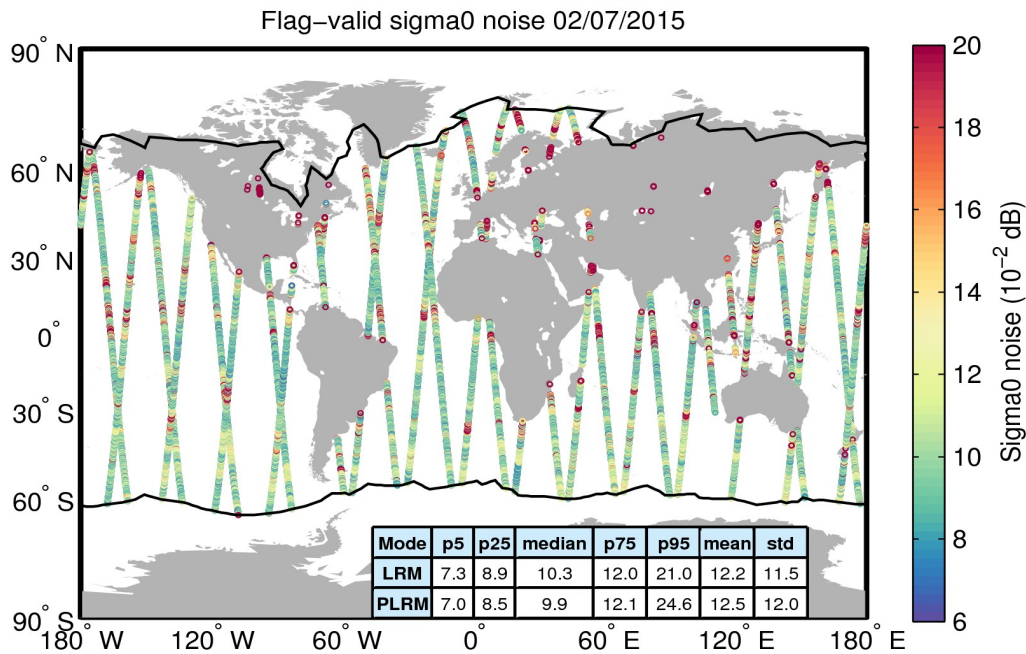 Flag−valid sigma0 noise 02/07/2015
90° N
60° N
30° N
0°
30° S
60° S
90° S
180° W
120° W
60° W
0°
60° E
120° E
180° E
Mode p5 p25 median p75 p95 mean std
LRM 7.3 8.9 10.3 12.0 21.0 12.2 11.5
PLRM 7.0 8.5 9.9 12.1 24.6 12.5 12.0
20
18
16
14
12
10
8
6
Sigma0 noise (10⁻² dB)